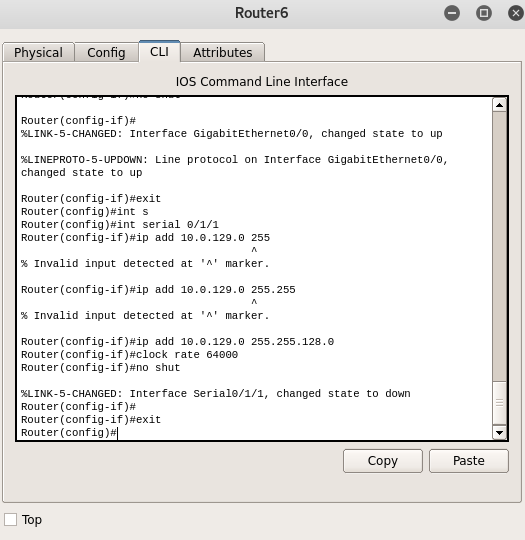 Router6
Physical Config CLI Attributes
IOS Command Line Interface
Router(config-if)#
%LINK-5-CHANGED: Interface GigabitEthernet0/0, changed state to up
%LINEPROTO-5-UPDOWN: Line protocol on Interface GigabitEthernet0/0,
changed state to up
Router(config-if)#exit
Router(config)#int s
Router(config)#int serial 0/1/1
Router(config-if)#ip add 10.0.129.0 255
^
% Invalid input detected at '^' marker.
Router(config-if)#ip add 10.0.129.0 255.255
^
% Invalid input detected at '^' marker.
Router(config-if)#ip add 10.0.129.0 255.255.128.0
Router(config-if)#clock rate 64000
Router(config-if)#no shut
%LINK-5-CHANGED: Interface Serial0/1/1, changed state to down
Router(config-if)#
Router(config-if)#exit
Router(config)#
Copy Paste
Top